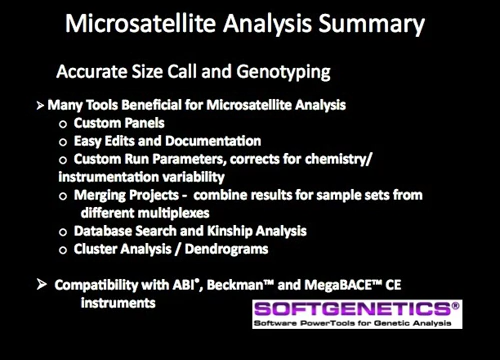 Microsatellite Analysis Summary
Accurate Size Call and Genotyping
➢ Many Tools Beneficial for Microsatellite Analysis
o Custom Panels
o Easy Edits and Documentation
o Custom Run Parameters, corrects for chemistry/
instrumentation variability
o Merging Projects - combine results for sample sets from
different multiplexes
o Database Search and Kinship Analysis
o Cluster Analysis / Dendrograms
➢ Compatibility with ABI®, Beckman™ and MegaBACE™ CE
instruments
SOFTGENETICS®
Software PowerTools for Genetic Analysis